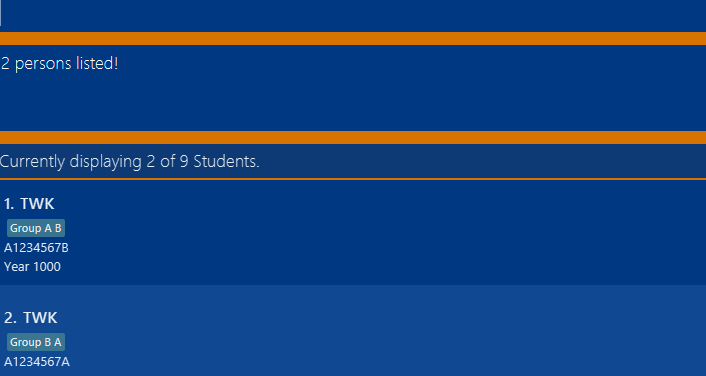 2 persons listed!
Currently displaying 2 of 9 Students.
1. TWK
Group A B
A1234567B
Year 1000
2. TWK
Group B A
A1234567A